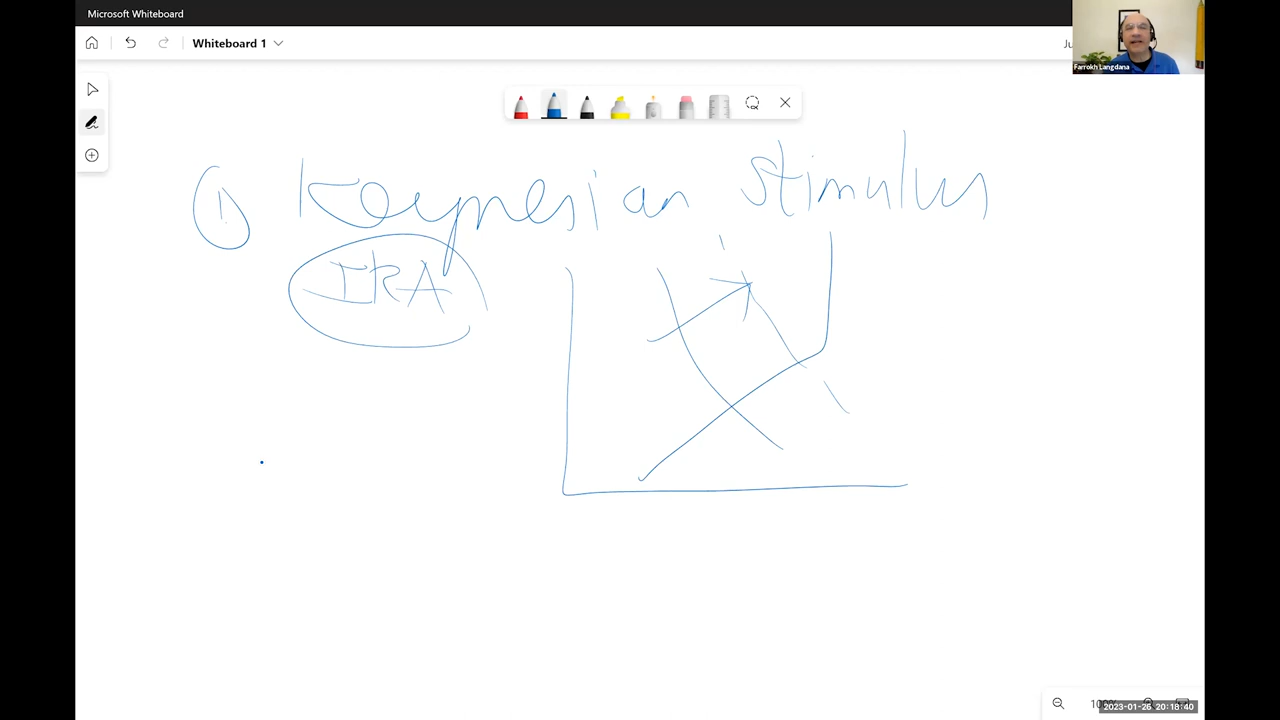 Microsoft Whiteboard
Whiteboard 1
Farrokh Langdana
① Keynesian Stimulus
IRA
2023-01-26 20:18:40